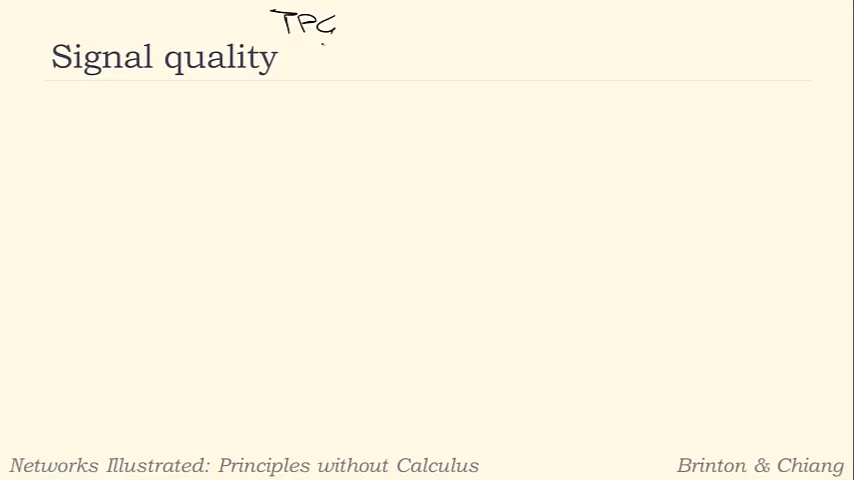 TPC
Signal quality
Networks Illustrated: Principles without Calculus
Brinton & Chiang